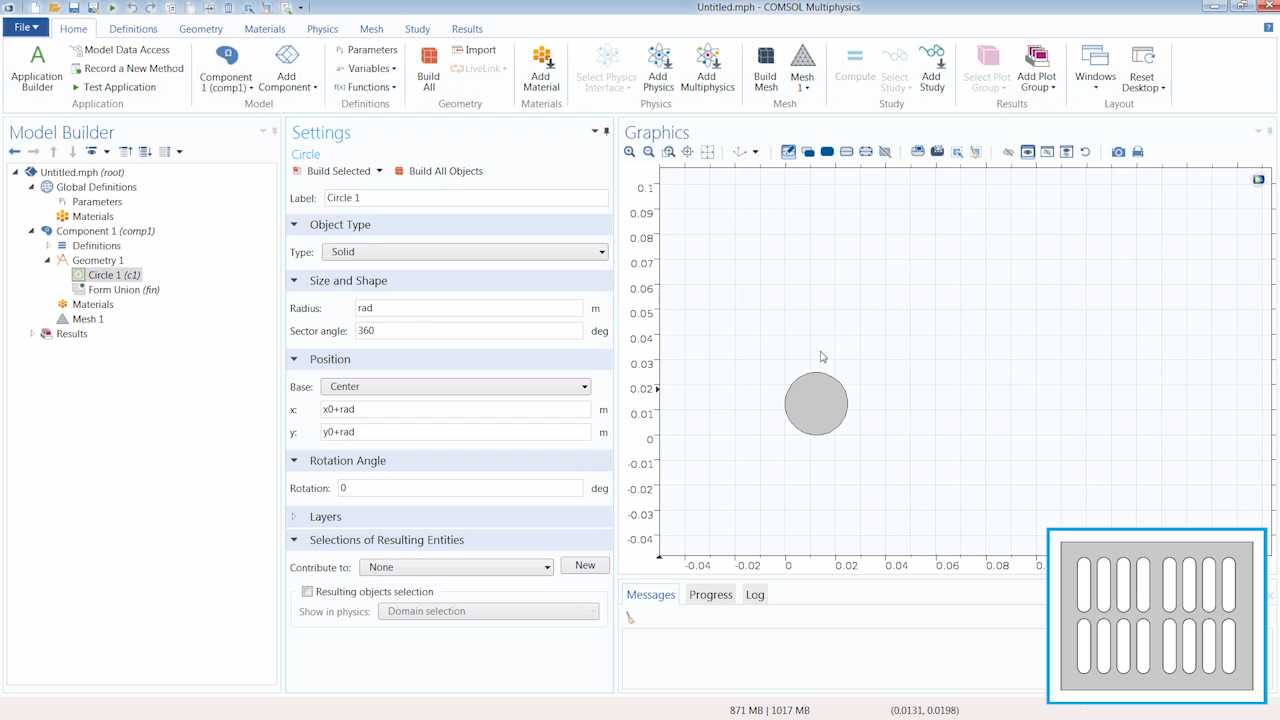 Untitled.mph - COMSOL Multiphysics
File
Home
Definitions
Geometry
Materials
Physics
Mesh
Study
Results
Application Builder
Model Data Access
Record a New Method
Test Application
Application
Component 1 (comp1)
Add Component
Model
Pi Parameters
a= Variables
f(x) Functions
Definitions
Build All
Import
LiveLink
Geometry
Add Material
Materials
Select Physics Interface
Add Physics
Add Multiphysics
Physics
Build Mesh
Mesh 1
Mesh
Compute
Select Study
Add Study
Study
Select Plot Group
Add Plot Group
Results
Windows
Reset Desktop
Layout
Model Builder
Untitled.mph (root)
Global Definitions
Pi Parameters
Materials
Component 1 (comp1)
Definitions
Geometry 1
Circle 1 (c1)
Form Union (fin)
Materials
Mesh 1
Results
Settings
Circle
Build Selected
Build All Objects
Label: Circle 1
Object Type
Type: Solid
Size and Shape
Radius: rad m
Sector angle: 360 deg
Position
Base: Center
x: x0+rad m
y: y0+rad m
Rotation Angle
Rotation: 0 deg
Layers
Selections of Resulting Entities
Contribute to: None New
Resulting objects selection
Show in physics: Domain selection
Graphics
0.1
0.09
0.08
0.07
0.06
0.05
0.04
0.03
0.02
0.01
0
-0.01
-0.02
-0.03
-0.04
-0.04 -0.02 0 0.02 0.04 0.06 0.08
Messages
Progress
Log
871 MB | 1017 MB
(0.0131, 0.0198)